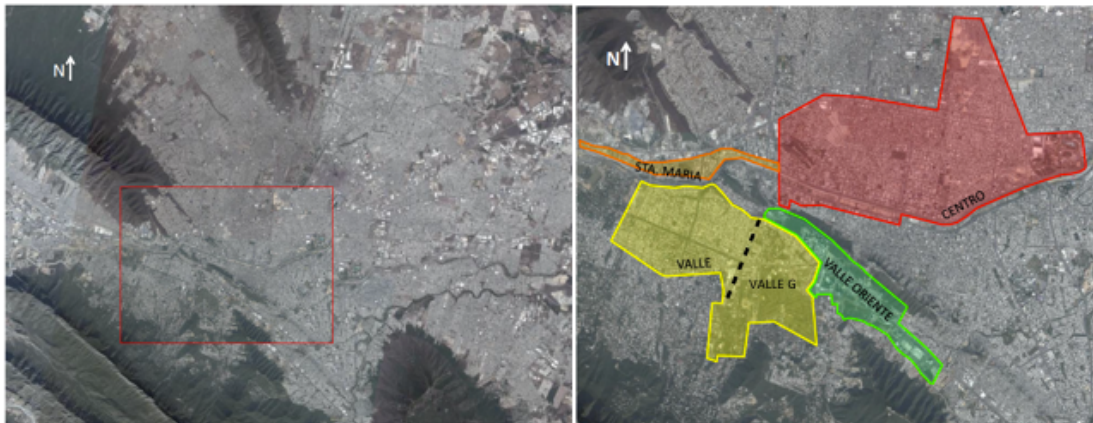 N
N
STA. MARIA
CENTRO
VALLE
VALLE G
VALLE ORIENTE